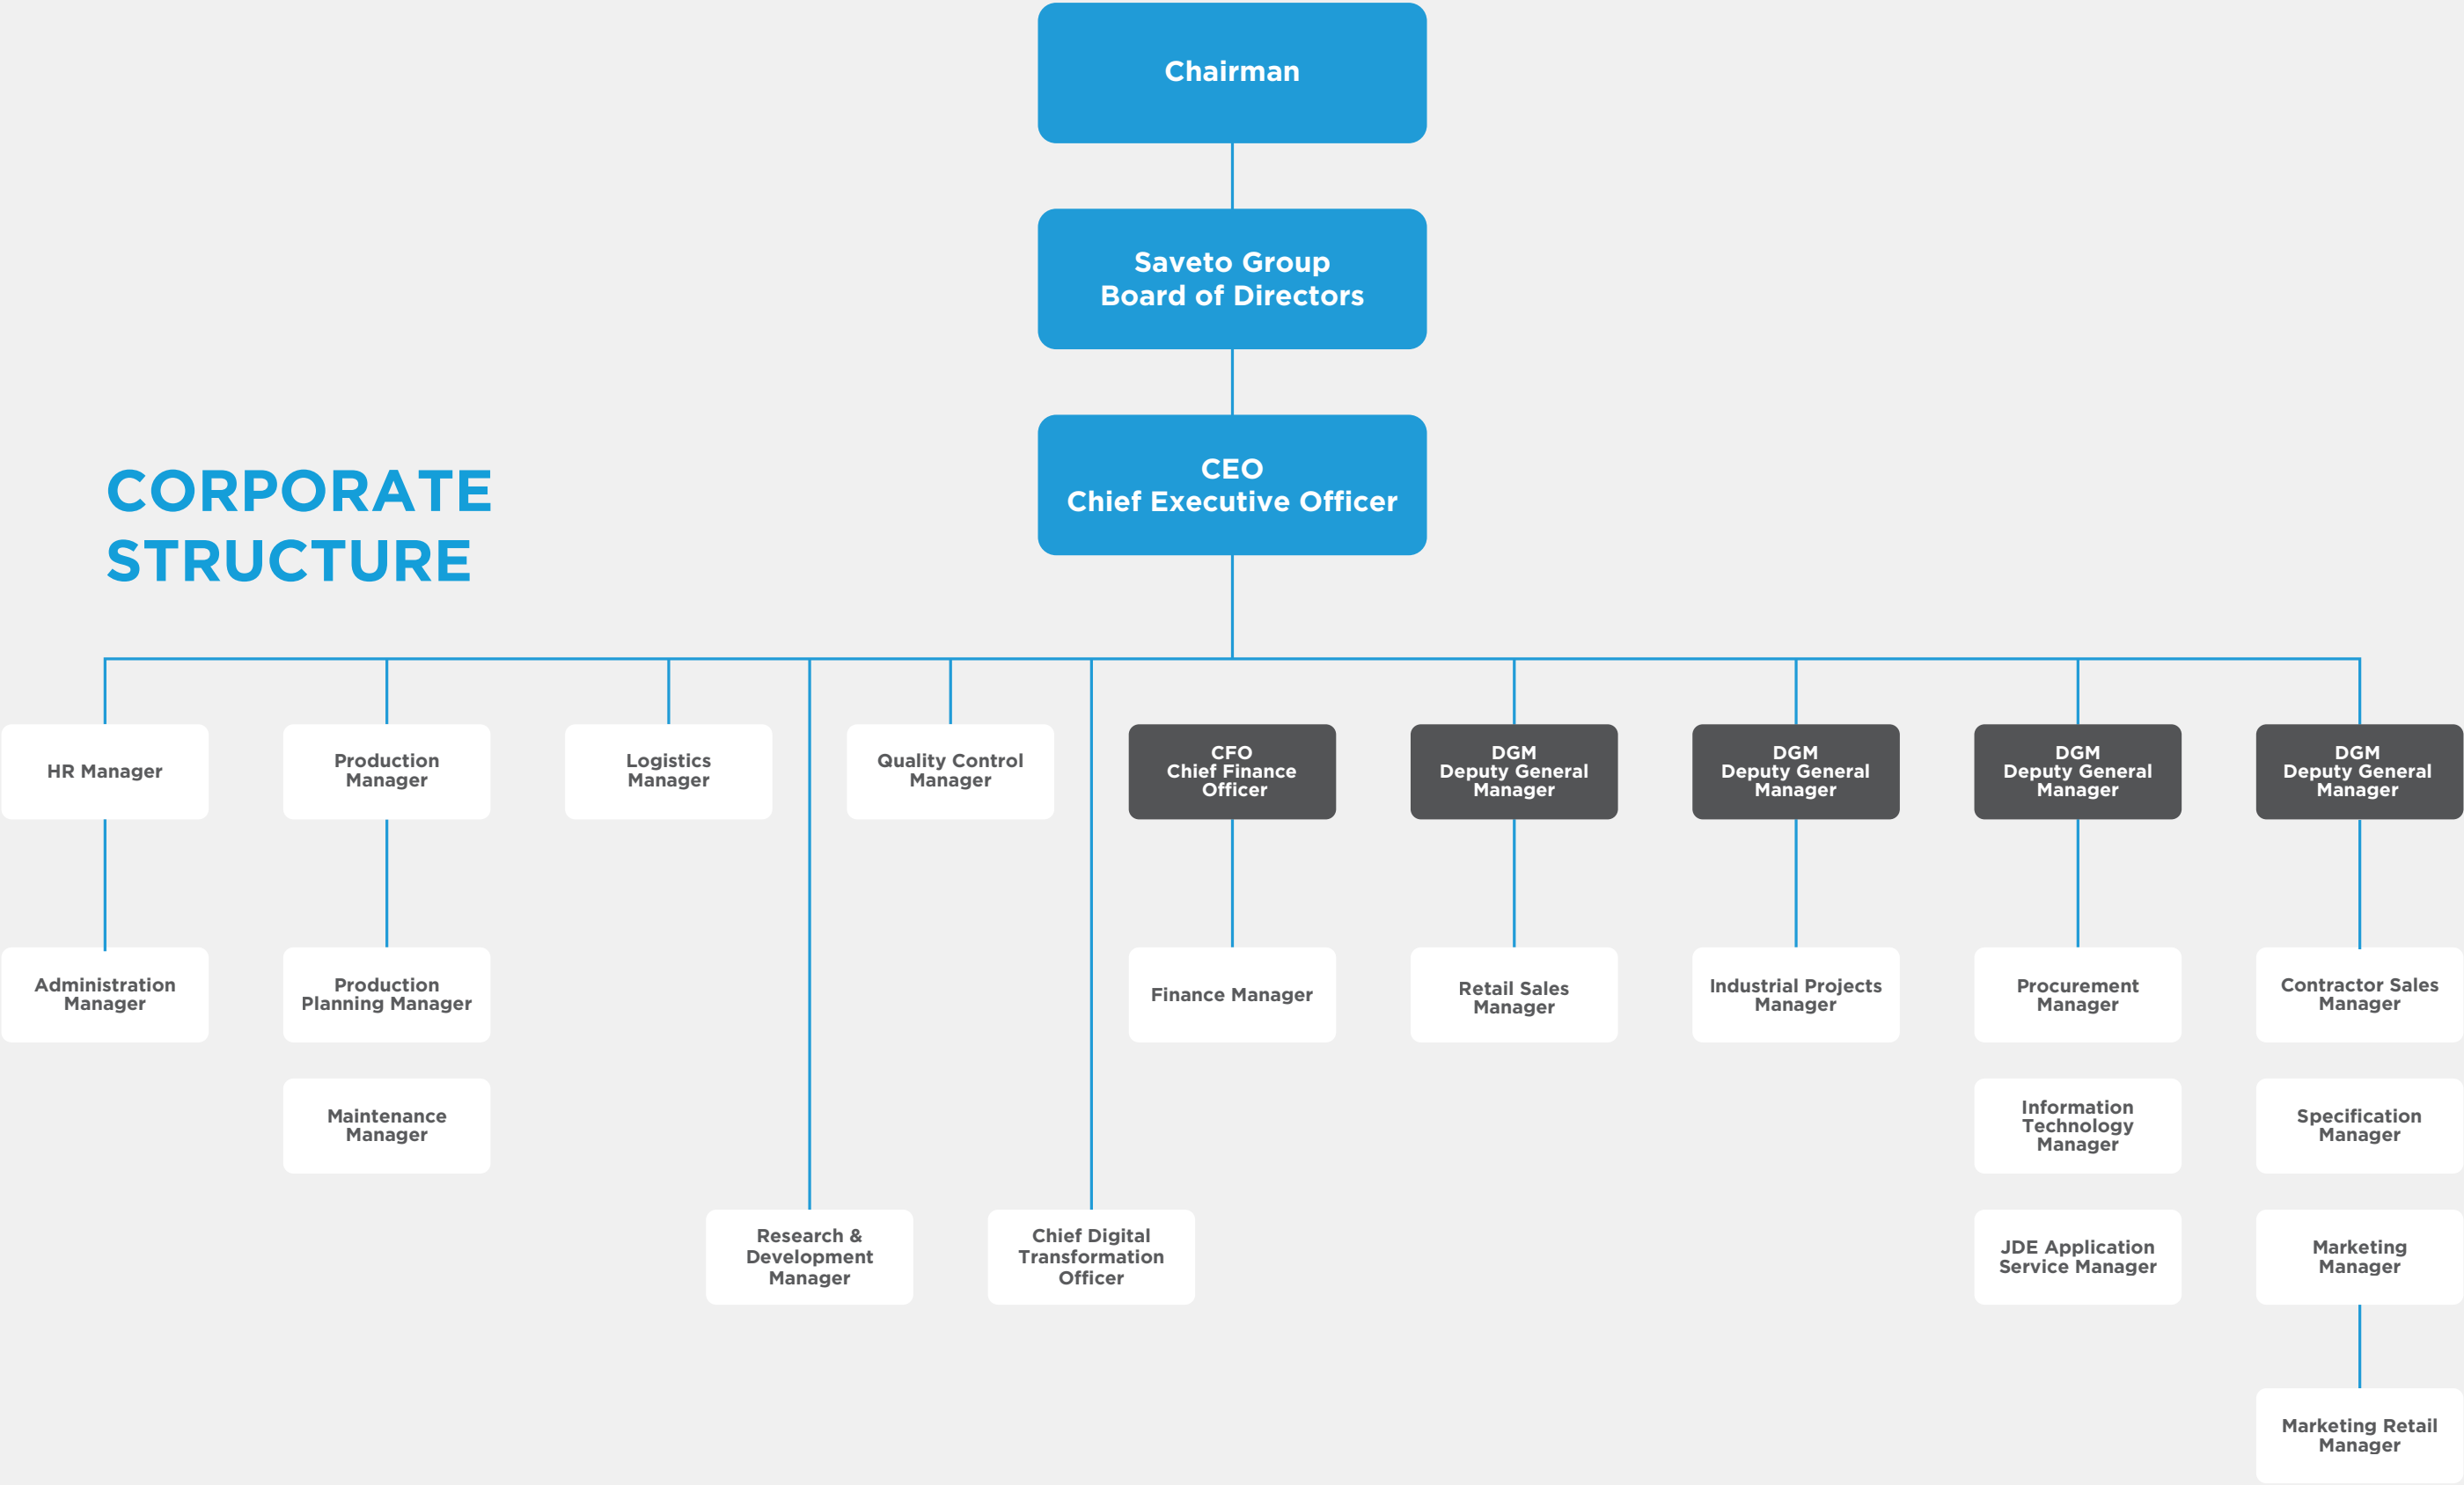 Chairman
Saveto Group
Board of Directors
CEO
Chief Executive Officer
CORPORATE
STRUCTURE
HR Manager
Production
Manager
Logistics
Manager
Quality Control
Manager
CFO
Chief Finance
Officer
DGM
Deputy General
Manager
DGM
Deputy General
Manager
DGM
Deputy General
Manager
DGM
Deputy General
Manager
Administration
Manager
Production
Planning Manager
Finance Manager
Retail Sales
Manager
Industrial Projects
Manager
Procurement
Manager
Contractor Sales
Manager
Maintenance
Manager
Information
Technology
Manager
Specification
Manager
Research &
Development
Manager
Chief Digital
Transformation
Officer
JDE Application
Service Manager
Marketing
Manager
Marketing Retail
Manager